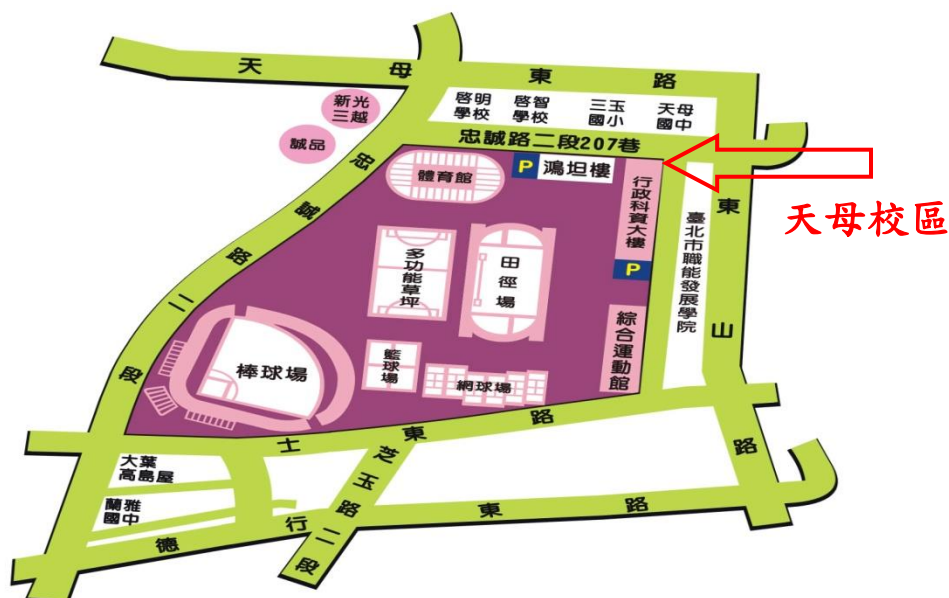 天母東路
新光
三越
誠品
啓明
學校
啓智
學校
三玉
國小
天母
國中
忠誠路二段207巷
忠誠路二段
體育館
P
鴻坦樓
行政科資大樓
P
天母校區
東山路
臺北市職能發展學院
多功能草坪
田徑場
綜合運動館
棒球場
籃球場
網球場
士東路
芝玉路二段
大葉
高島屋
蘭雅
國中
德行東路